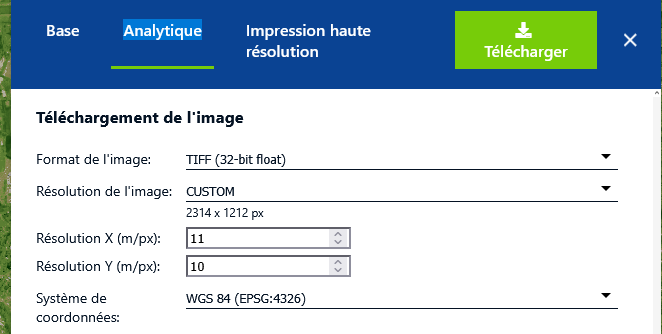 Base
Analytique
Impression haute
résolution
Télécharger
Téléchargement de l'image
Format de l'image: TIFF (32-bit float)
Résolution de l'image: CUSTOM
2314 x 1212 px
Résolution X (m/px): 11
Résolution Y (m/px): 10
Système de
coordonnées: WGS 84 (EPSG:4326)